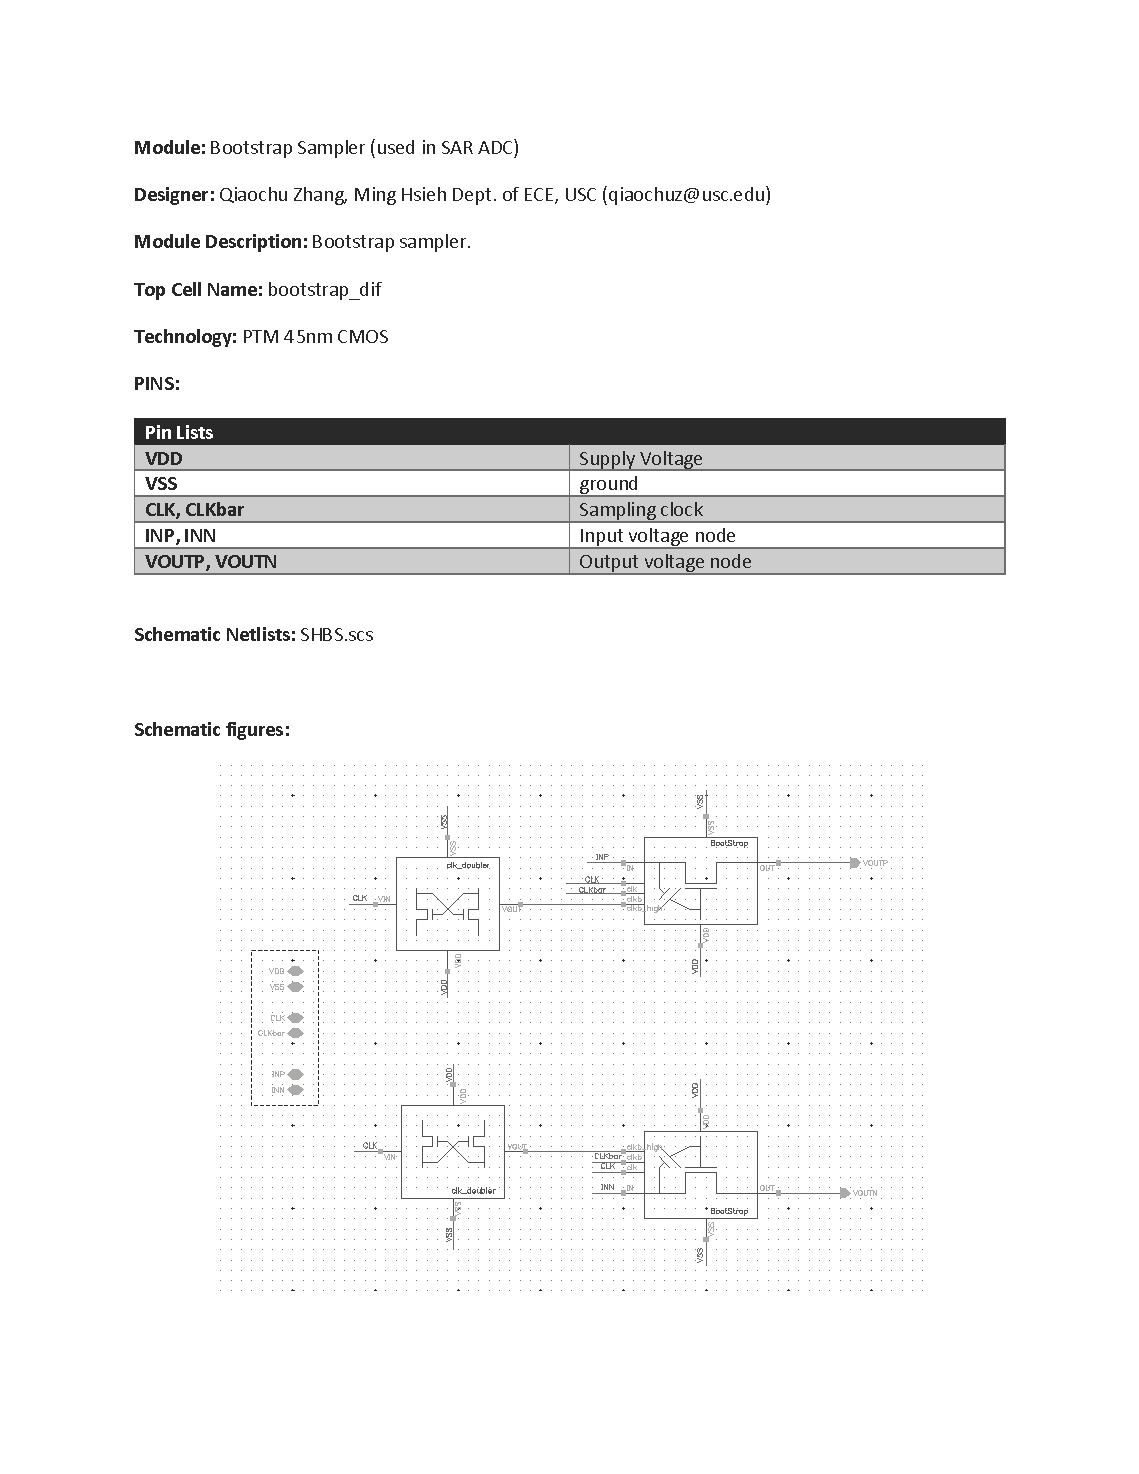 Module: Bootstrap Sampler (used in SAR ADC)
Designer: Qiaochu Zhang, Ming Hsieh Dept. of ECE, USC (qiaochuz@usc.edu)
Module Description: Bootstrap sampler.
Top Cell Name: bootstrap_dif
Technology: PTM 45nm CMOS
PINS:
Pin Lists
VDD Supply Voltage
VSS ground
CLK, CLKbar Sampling clock
INP, INN Input voltage node
VOUTP, VOUTN Output voltage node
Schematic Netlists: SHBS.scs
Schematic figures:
VSS
VSS
clk_doubler
CLK
VIN
VOUT
VDD
VDD
VSS
VSS
BootStrap
INP
IN
CLK
clk
CLKbar
clkb
clkb_high
OUT
VOUTP
VDD
VDD
VDD
VSS
CLK
CLKbar
INP
INN
VDD
VDD
CLK
VIN
VOUT
clk_doubler
VSS
VSS
VDD
VDD
clkb_high
CLKbar
clkb
CLK
clk
INN
IN
OUT
VOUTN
BootStrap
VSS
VSS